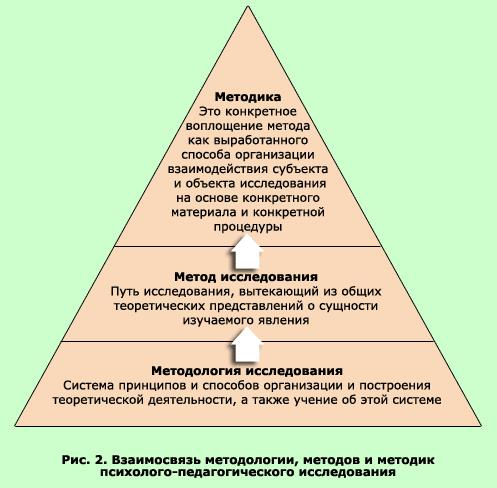 Методика
Это конкретное
воплощение метода
как выработанного
способа организации
взаимодействия субъекта
и объекта исследования
на основе конкретного
материала и конкретной
процедуры
Метод исследования
Путь исследования, вытекающий из общих
теоретических представлений о сущности
изучаемого явления
Методология исследования
Система принципов и способов организации и построения
теоретической деятельности, а также учение об этой системе
Рис. 2. Взаимосвязь методологии, методов и методик
психолого-педагогического исследования